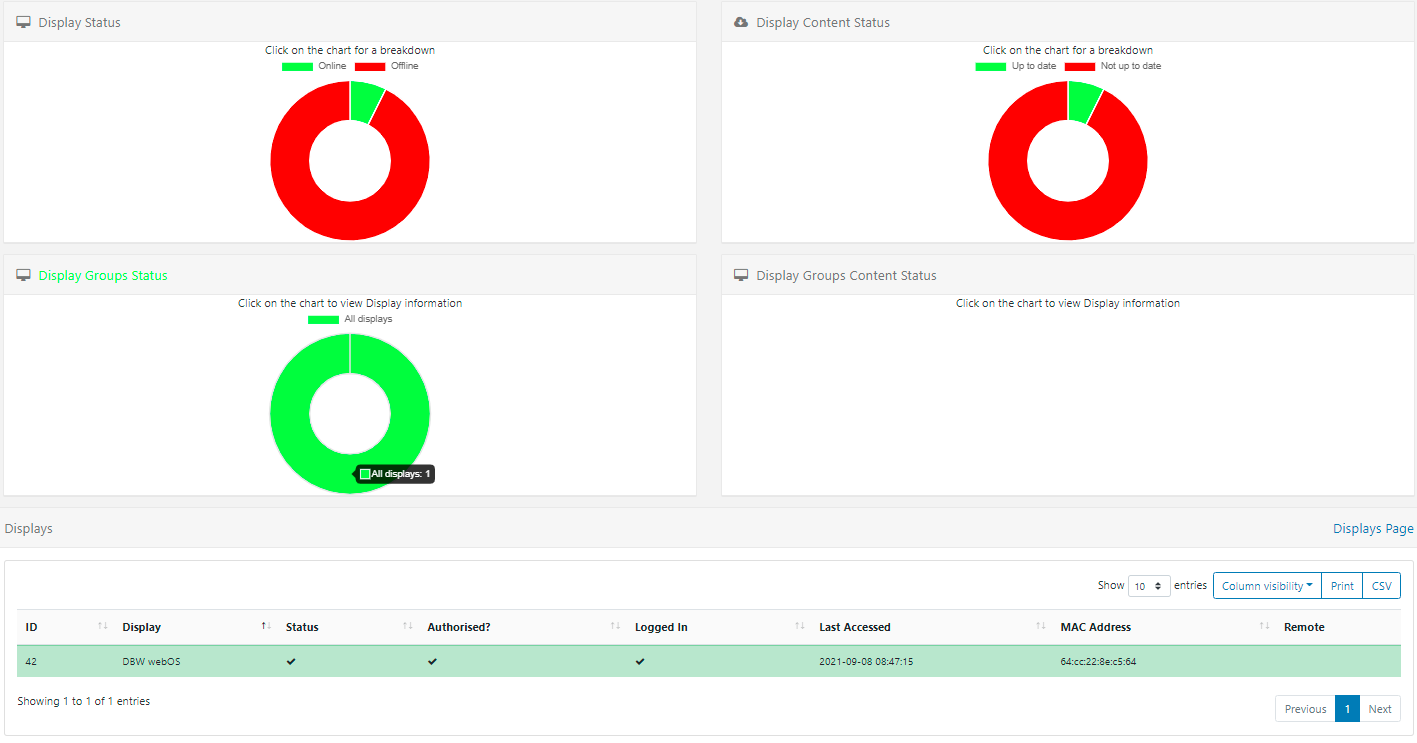 Display Status
Click on the chart for a breakdown
Online Offline
Display Content Status
Click on the chart for a breakdown
Up to date Not up to date
Display Groups Status
Click on the chart to view Display information
All displays
All displays: 1
Display Groups Content Status
Click on the chart to view Display information
Displays Displays Page
Show 10 entries Column visibility Print CSV
ID Display Status Authorised? Logged In Last Accessed MAC Address Remote
42 DBW webOS 2021-09-08 08:47:15 64:cc:22:8e:c5:64
Showing 1 to 1 of 1 entries
Previous 1 Next